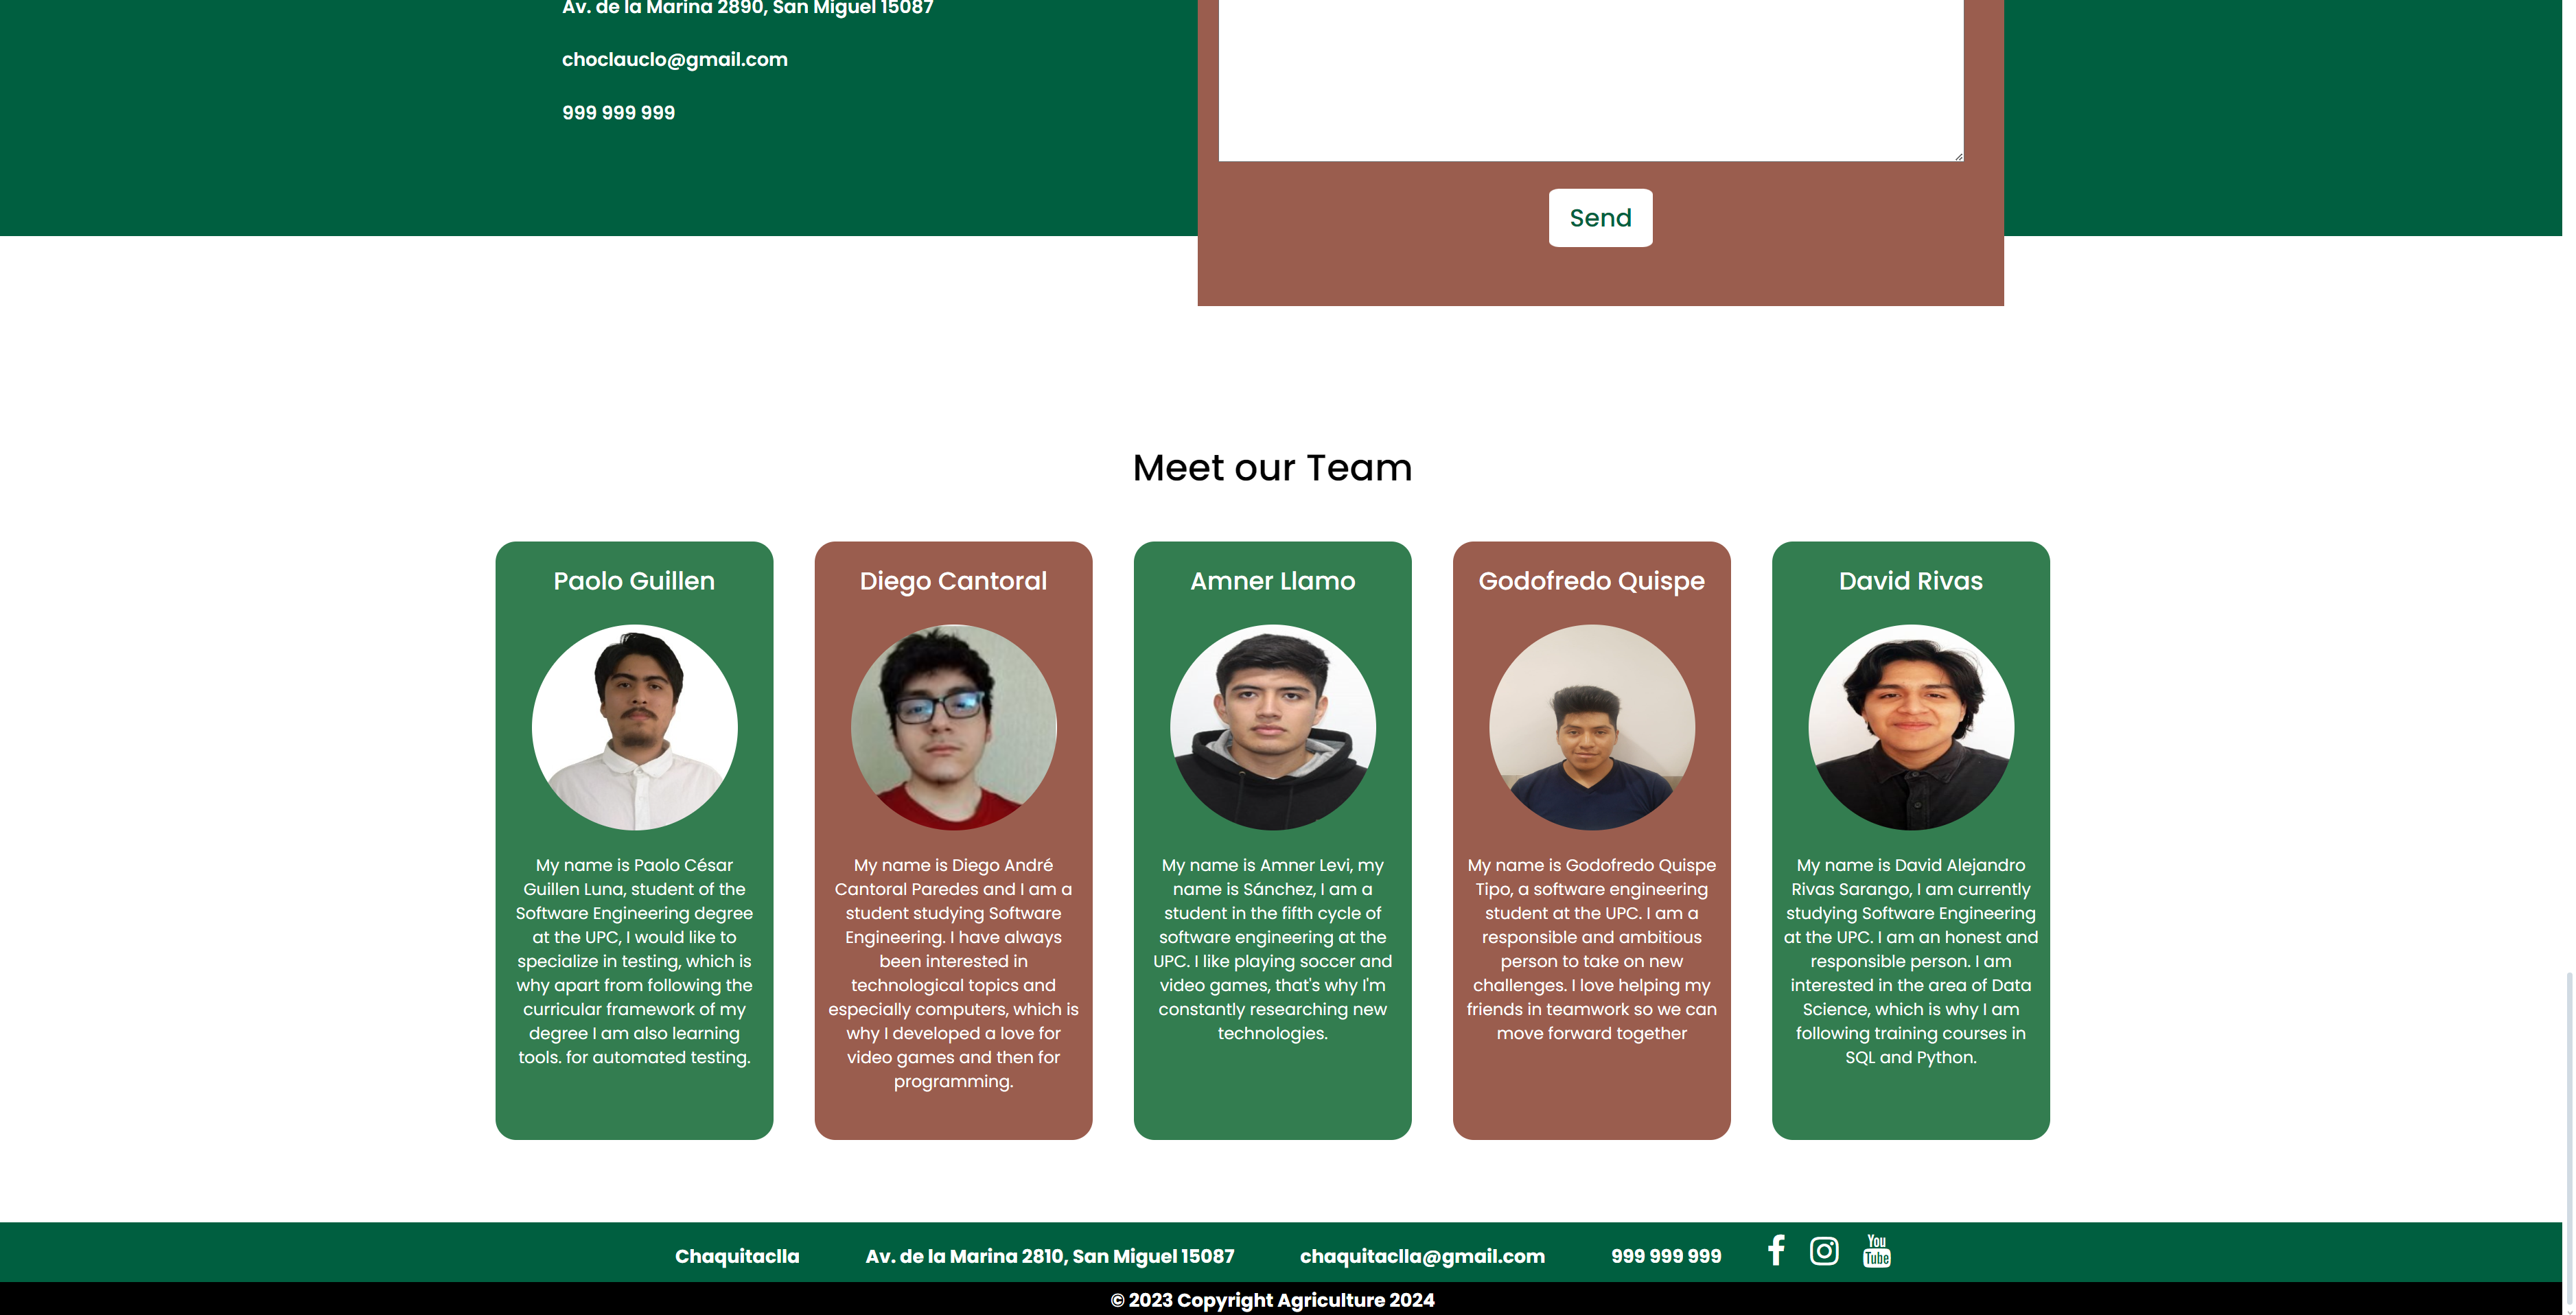 Av. de la Marina 2890, San Miguel 15087
choclauclo@gmail.com
999 999 999
Send
Meet our Team
Paolo Guillen
My name is Paolo César
Guillen Luna, student of the
Software Engineering degree
at the UPC, I would like to
specialize in testing, which is
why apart from following the
curricular framework of my
degree I am also learning
tools. for automated testing.
Diego Cantoral
My name is Diego André
Cantoral Paredes and I am a
student studying Software
Engineering. I have always
been interested in
technological topics and
especially computers, which is
why I developed a love for
video games and then for
programming.
Amner Llamo
My name is Amner Levi, my
name is Sánchez, I am a
student in the fifth cycle of
software engineering at the
UPC. I like playing soccer and
video games, that's why I'm
constantly researching new
technologies.
Godofredo Quispe
My name is Godofredo Quispe
Tipo, a software engineering
student at the UPC. I am a
responsible and ambitious
person to take on new
challenges. I love helping my
friends in teamwork so we can
move forward together
David Rivas
My name is David Alejandro
Rivas Sarango, I am currently
studying Software Engineering
at the UPC. I am an honest and
responsible person. I am
interested in the area of Data
Science, which is why I am
following training courses in
SQL and Python.
Chaquitaclla
Av. de la Marina 2810, San Miguel 15087
chaquitaclla@gmail.com
999 999 999
You
Tube
© 2023 Copyright Agriculture 2024